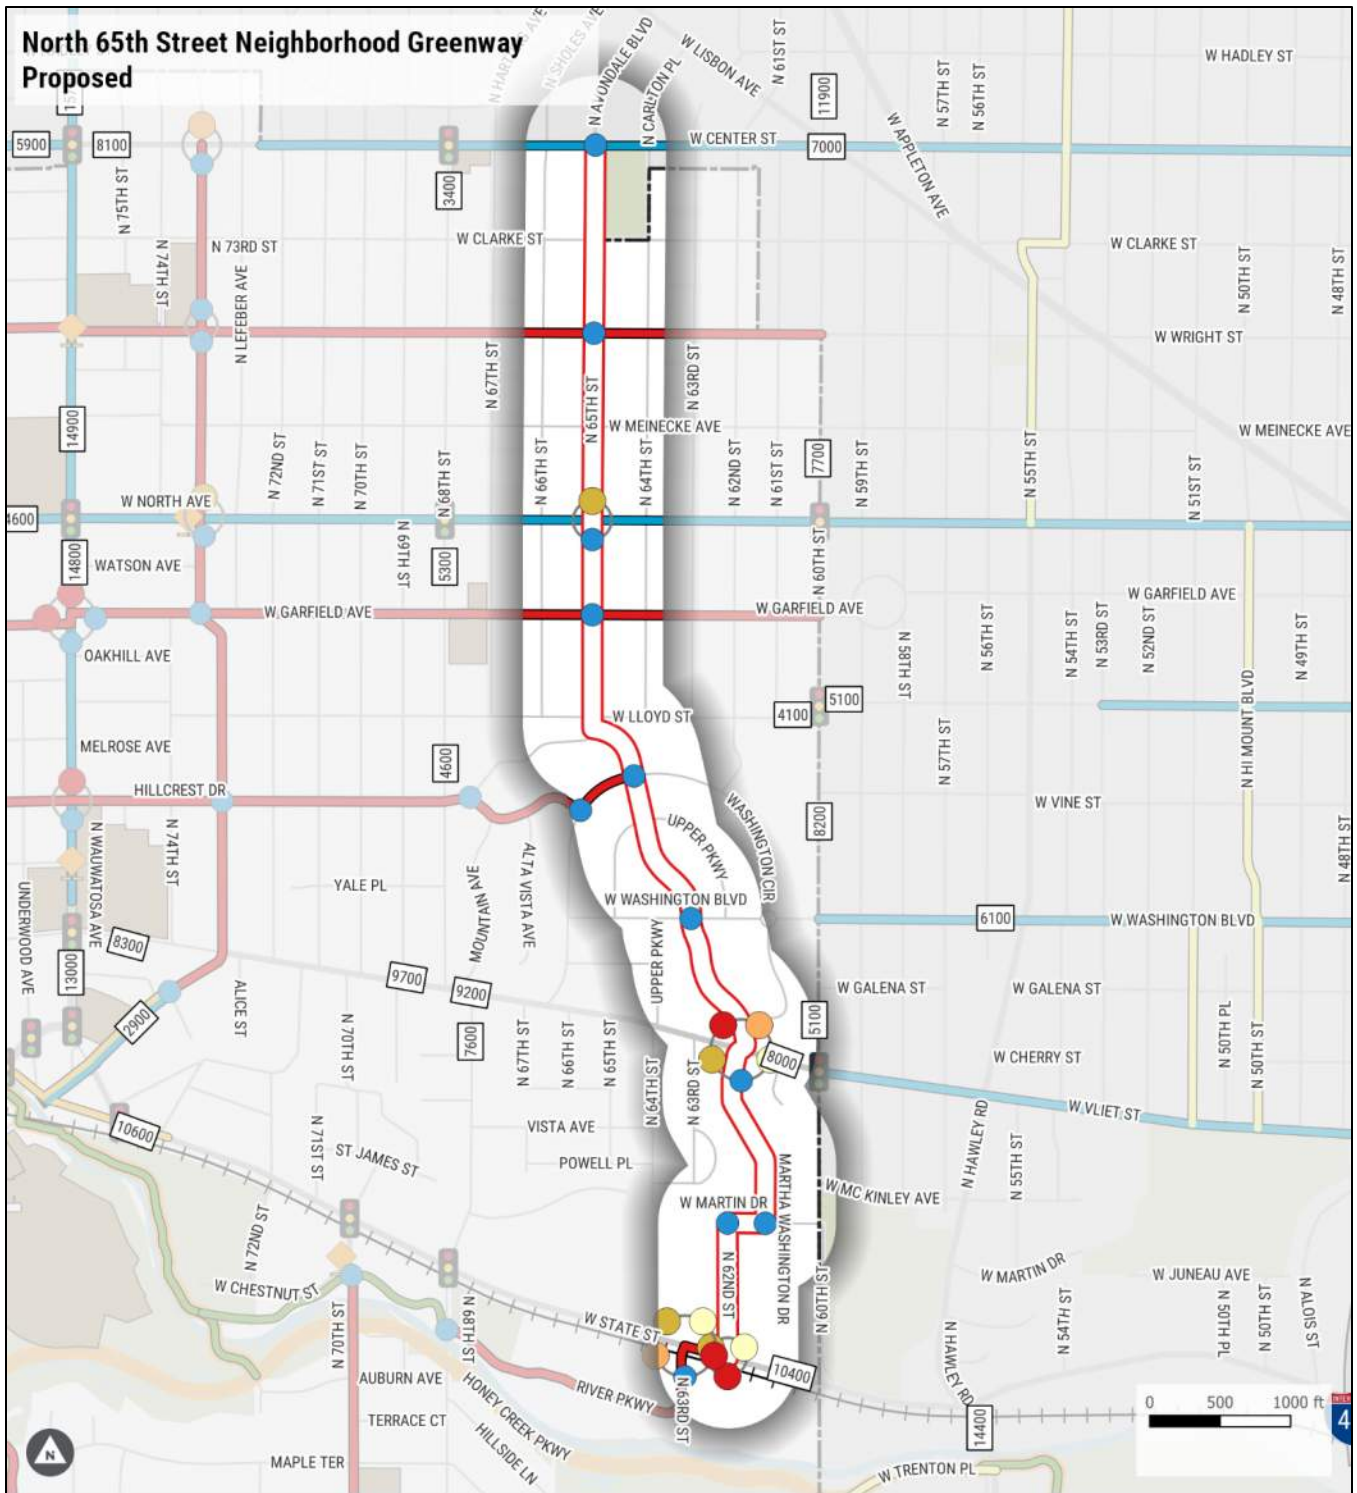 North 65th Street Neighborhood Greenway
Proposed
N SHOLES AVE
N AVONDALE BLVD
N CARLTON PL
W LISBON AVE
N 61ST ST
11900
N 57TH ST
N 56TH ST
W HADLEY ST
5900
8100
W CENTER ST
7000
W APPLETON AVE
3400
N 75TH ST
N 74TH ST
N 73RD ST
W CLARKE ST
W CLARKE ST
N 50TH ST
N 48TH ST
N LEFEBER AVE
W WRIGHT ST
N 67TH ST
N 65TH ST
N 63RD ST
14900
W MEINECKE AVE
W MEINECKE AVE
N 72ND ST
N 71ST ST
N 70TH ST
N 68TH ST
N 66TH ST
N 64TH ST
N 62ND ST
N 61ST ST
7700
N 59TH ST
N 55TH ST
N 51ST ST
W NORTH AVE
4600
14800
WATSON AVE
N 69TH ST
5300
N 60TH ST
W GARFIELD AVE
W GARFIELD AVE
W GARFIELD AVE
OAKHILL AVE
N 58TH ST
N 56TH ST
N 54TH ST
N 53RD ST
N 52ND ST
N 49TH ST
N HI MOUNT BLVD
5100
4100
W LLOYD ST
MELROSE AVE
4600
N 57TH ST
HILLCREST DR
W VINE ST
8200
N WAUWATOSA AVE
N 74TH ST
UPPER PKWY
WASHINGTON CIR
N 48TH ST
YALE PL
MOUNTAIN AVE
ALTA VISTA AVE
UNDERWOOD AVE
W WASHINGTON BLVD
6100
W WASHINGTON BLVD
8300
9700
9200
13000
UPPER PKWY
W GALENA ST
W GALENA ST
2900
ALICE ST
N 70TH ST
7600
N 67TH ST
N 66TH ST
N 65TH ST
N 64TH ST
N 63RD ST
5100
8000
W CHERRY ST
N 50TH PL
N 50TH ST
W VLIET ST
10600
N 71ST ST
ST JAMES ST
VISTA AVE
POWELL PL
N HAWLEY RD
N 55TH ST
W MARTIN DR
MARTHA WASHINGTON DR
W MC KINLEY AVE
N 72ND ST
W CHESTNUT ST
N 70TH ST
N 68TH ST
W STATE ST
N 62ND ST
N 60TH ST
W MARTIN DR
W JUNEAU AVE
N 54TH ST
N 50TH PL
N 50TH ST
N ALOIS ST
N HAWLEY RD
10400
AUBURN AVE
HONEY CREEK PKWY
RIVER PKWY
N 63RD ST
TERRACE CT
HILLSIDE LN
MAPLE TER
14400
W TRENTON PL
0 500 1000 ft
4
N